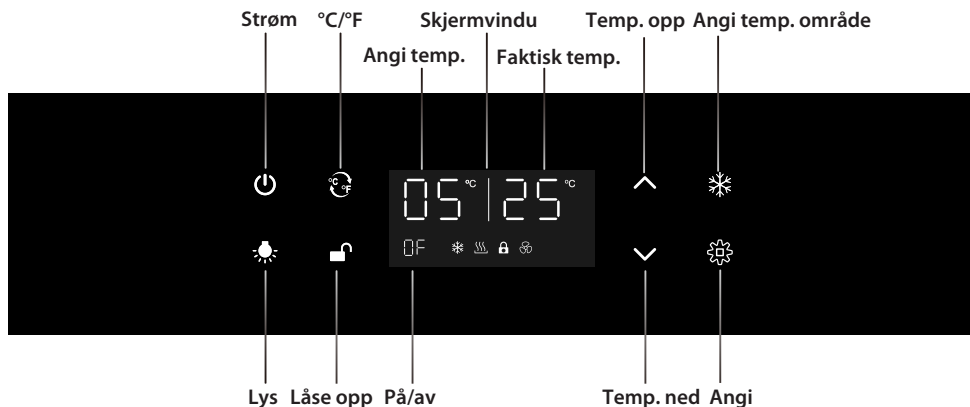 Strøm °C/°F Skjermvindu Temp. opp Angi temp. område
Angi temp. Faktisk temp.
°C °F 05 °C 25 °C
0F
Lys Låse opp På/av Temp. ned Angi